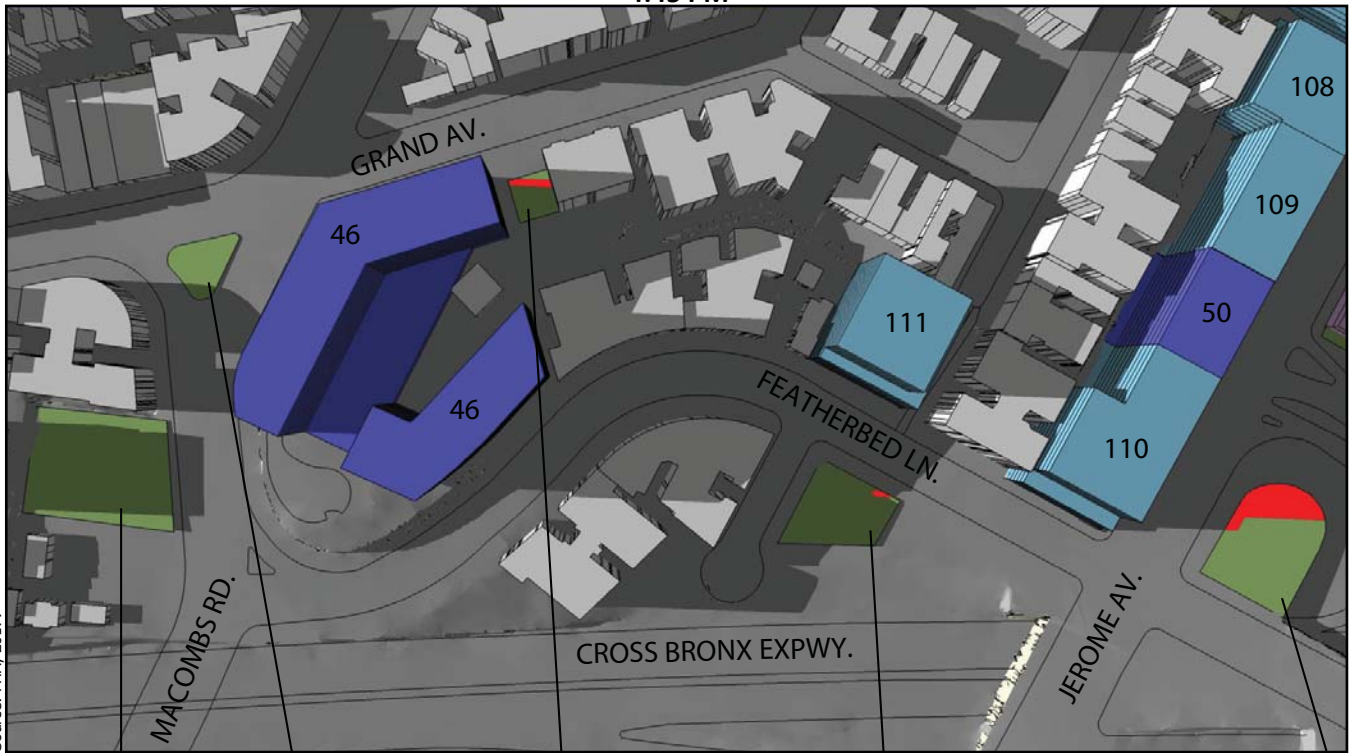 108
GRAND AV.
109
46
50
111
46
FEATHERBED LN.
110
MACOMBS RD.
CROSS BRONX EXPWY.
JEROME AV.